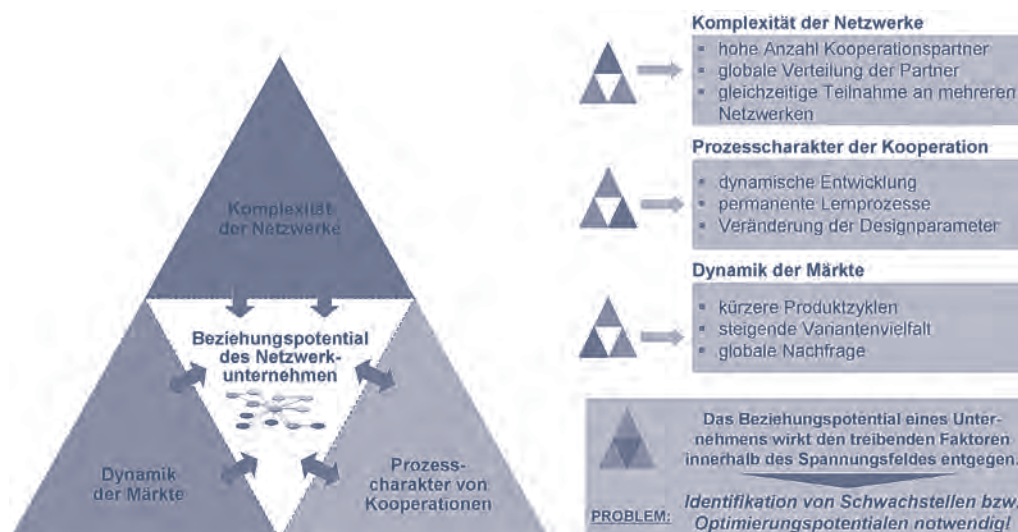 Komplexität
der Netzwerke
Beziehungspotential
des Netzwerk-
unternehmen
Dynamik
der Märkte
Prozess-
charakter von
Kooperationen
Komplexität der Netzwerke
▪ hohe Anzahl Kooperationspartner
▪ globale Verteilung der Partner
▪ gleichzeitige Teilnahme an mehreren
Netzwerken
Prozesscharakter der Kooperation
▪ dynamische Entwicklung
▪ permanente Lernprozesse
▪ Veränderung der Designparameter
Dynamik der Märkte
▪ kürzere Produktzyklen
▪ steigende Variantenvielfalt
▪ globale Nachfrage
Das Beziehungspotential eines Unter-
nehmens wirkt den treibenden Faktoren
innerhalb des Spannungsfeldes entgegen.
PROBLEM:
Identifikation von Schwachstellen bzw.
Optimierungspotentialen notwendig!